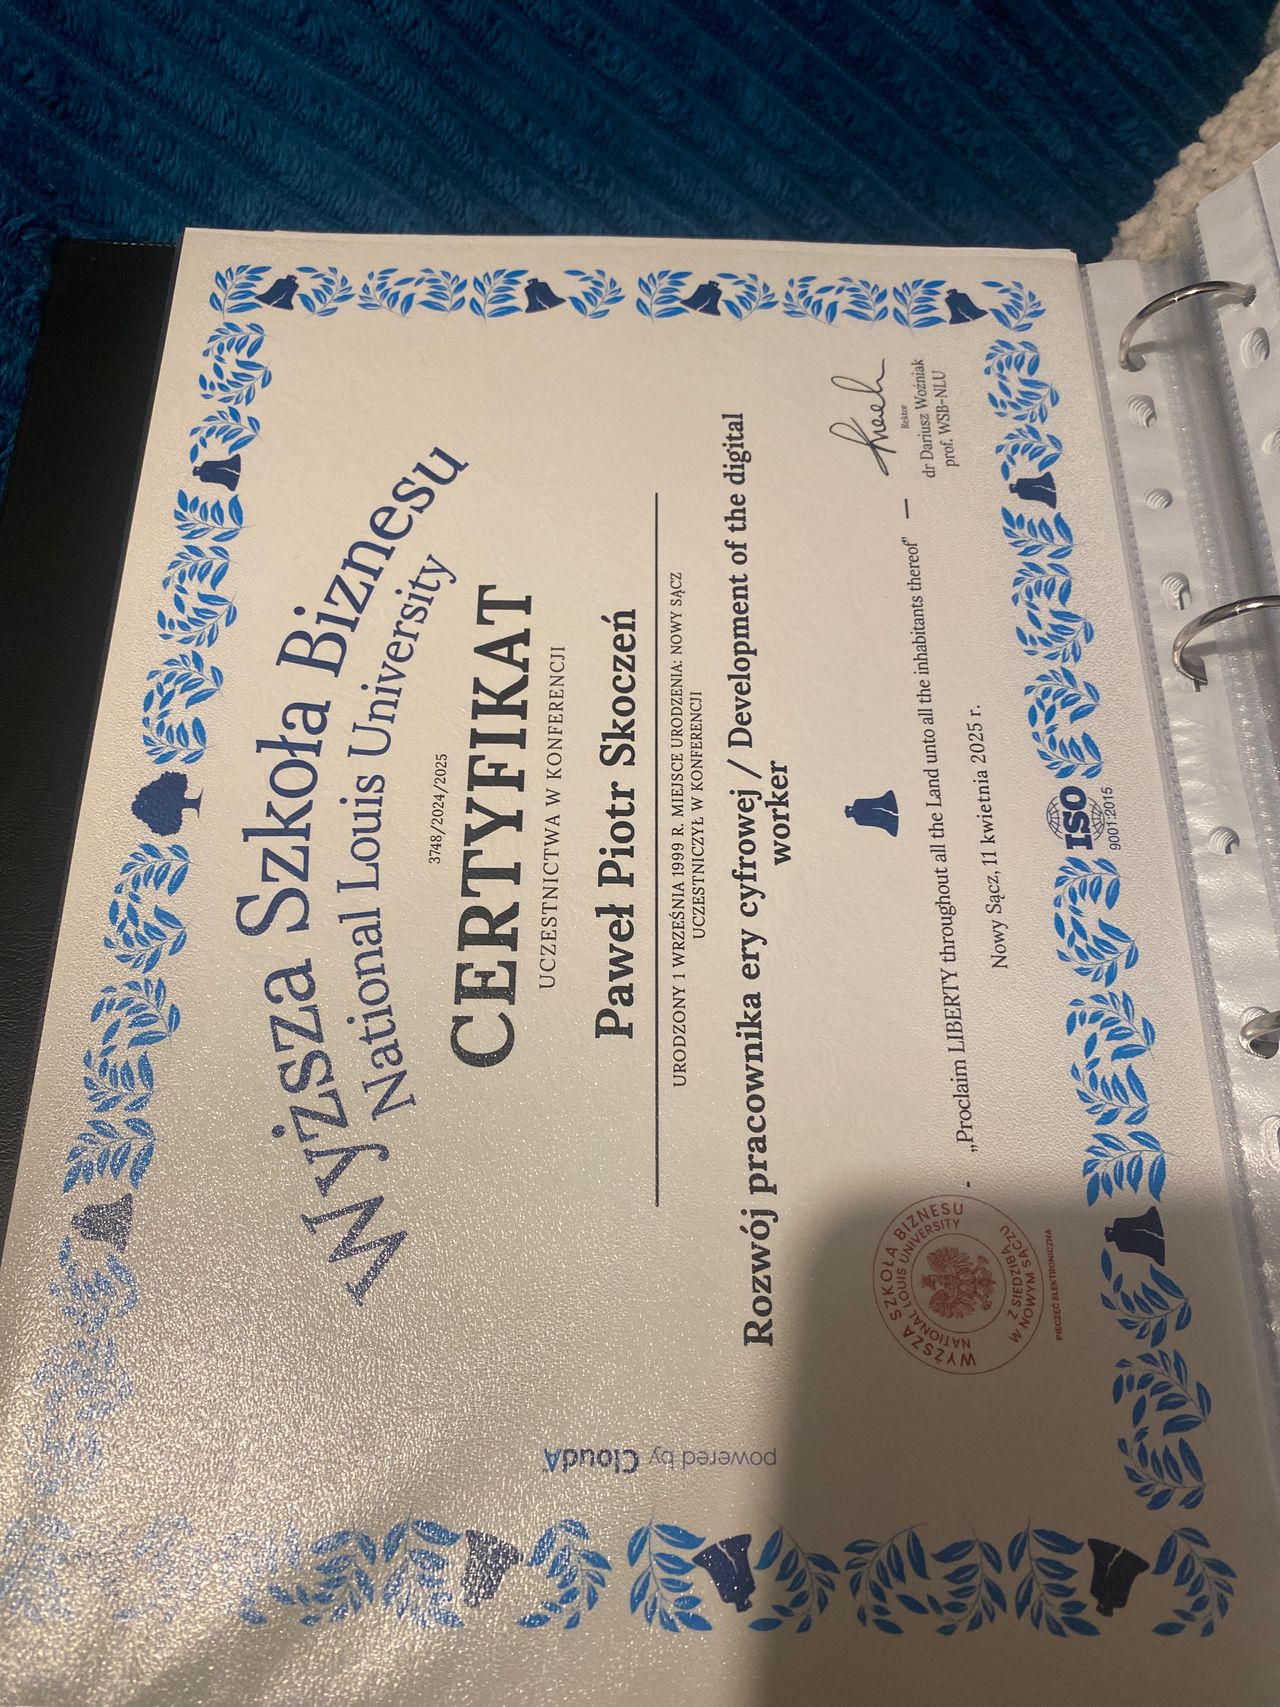 Wyższa Szkoła Biznesu
National Louis University
3748/2024/2025
CERTYFIKAT
UCZESTNICTWA W KONFERENCJI
Paweł Piotr Skoczeń
URODZONY 1 WRZEŚNIA 1999 R. MIEJSCE URODZENIA: NOWY SĄCZ
UCZESTNICZYŁ W KONFERENCJI
Rozwój pracownika ery cyfrowej / Development of the digital
worker
Rektor
dr Dariusz Woźniak
prof. WSB-NLU
- „Proclaim LIBERTY throughout all the Land unto all the inhabitants thereof” —
Nowy Sącz, 11 kwietnia 2025 r.
WYŻSZA SZKOŁA BIZNESU
NATIONAL LOUIS UNIVERSITY
Z SIEDZIBĄ
W NOWYM SĄCZU
PIECZĘĆ ELEKTRONICZNA
ISO
9001:2015
powered by CloudA